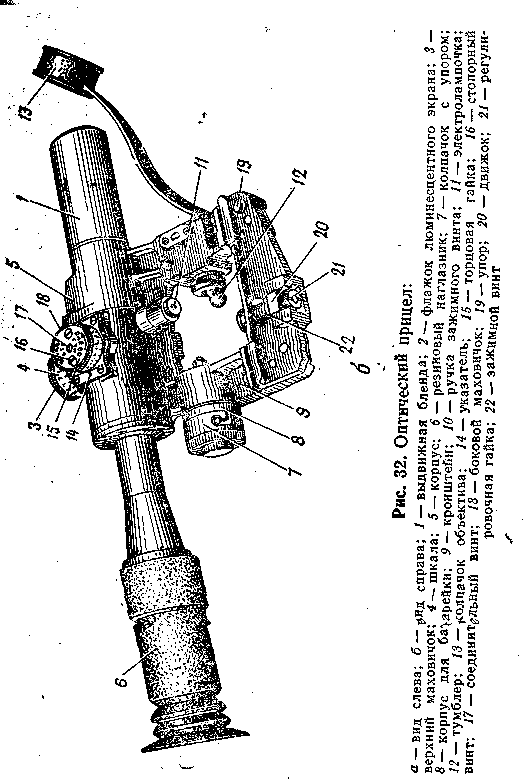 13
1
5
18
17
16
4
3
15
14
11
19
12
20
21
22
б
9
8
7
6
Рис. 32. Оптический прицел:
а — вид слева; б — вид справа; 1 — выдвижная бленда; 2 — флажок люминесцентного экрана; 3 —
верхний маховичок; 4 — шкала; 5 — корпус; 6 — резиновый наглазник; 7 — колпачок с упором;
8 — корпус для батарейки; 9 — кронштейн; 10 — ручка зажимного винта; 11 — электролампочка;
12 — тумблер; 13 — колпачок объектива; 14 — указатель; 15 — торцовая гайка; 16 — стопорный
винт; 17 — соединительный винт; 18 — боковой маховичок; 19 — упор; 20 — движок; 21 — регули-
ровочная гайка; 22 — зажимной винт